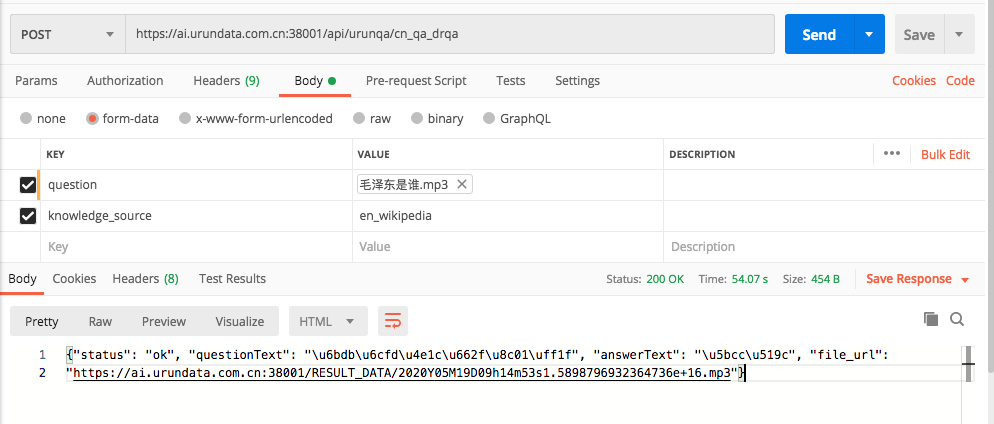 POST https://ai.urundata.com.cn:38001/api/urunqa/cn_qa_drqa Send Save
Params Authorization Headers (9) Body Pre-request Script Tests Settings Cookies Code
none form-data x-www-form-urlencoded raw binary GraphQL
KEY VALUE DESCRIPTION ••• Bulk Edit
question 毛泽东是谁.mp3
knowledge_source en_wikipedia
Key Value Description
Body Cookies Headers (8) Test Results Status: 200 OK Time: 54.07 s Size: 454 B Save Response
Pretty Raw Preview Visualize HTML
1 {"status": "ok", "questionText": "\u6bdb\u6cfd\u4e1c\u662f\u8c01\uff1f", "answerText": "\u5bcc\u519c", "file_url":
2 "https://ai.urundata.com.cn:38001/RESULT_DATA/2020Y05M19D09h14m53s1.5898796932364736e+16.mp3"}